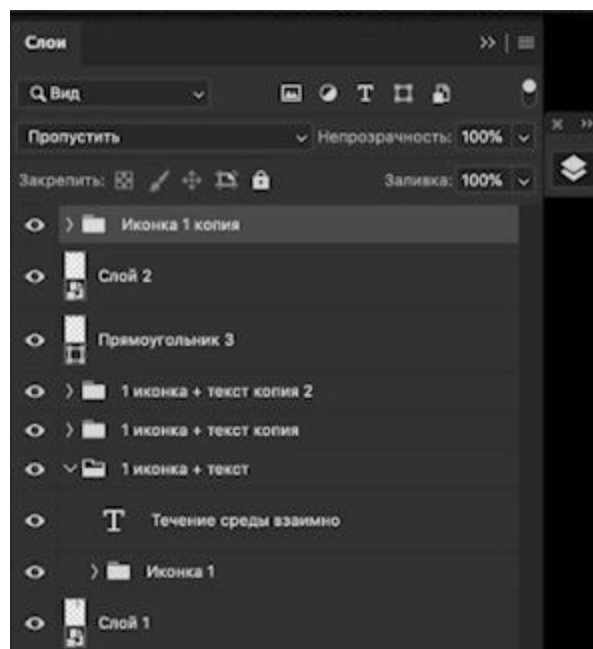 Слои
Вид
Пропустить
Непрозрачность: 100%
Закрепить:
Заливка: 100%
Иконка 1 копия
Слой 2
Прямоугольник 3
1 иконка + текст копия 2
1 иконка + текст копия
1 иконка + текст
Течение среды взаимно
Иконка 1
Слой 1